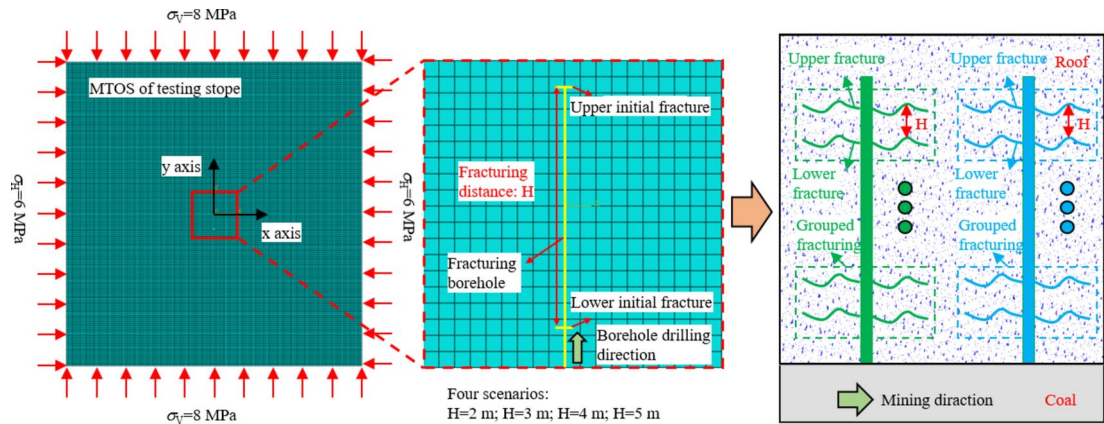 σV=8 MPa
MTOS of testing stope
y axis
x axis
σH=6 MPa
σH=6 MPa
σV=8 MPa
Upper initial fracture
Fracturing
distance: H
Fracturing
borehole
Lower initial fracture
Borehole drilling
direction
Four scenarios:
H=2 m; H=3 m; H=4 m; H=5 m
Upper fracture
Upper fracture
Roof
H
H
Lower
fracture
Lower
fracture
Grouped
fracturing
Grouped
fracturing
Mining direction
Coal